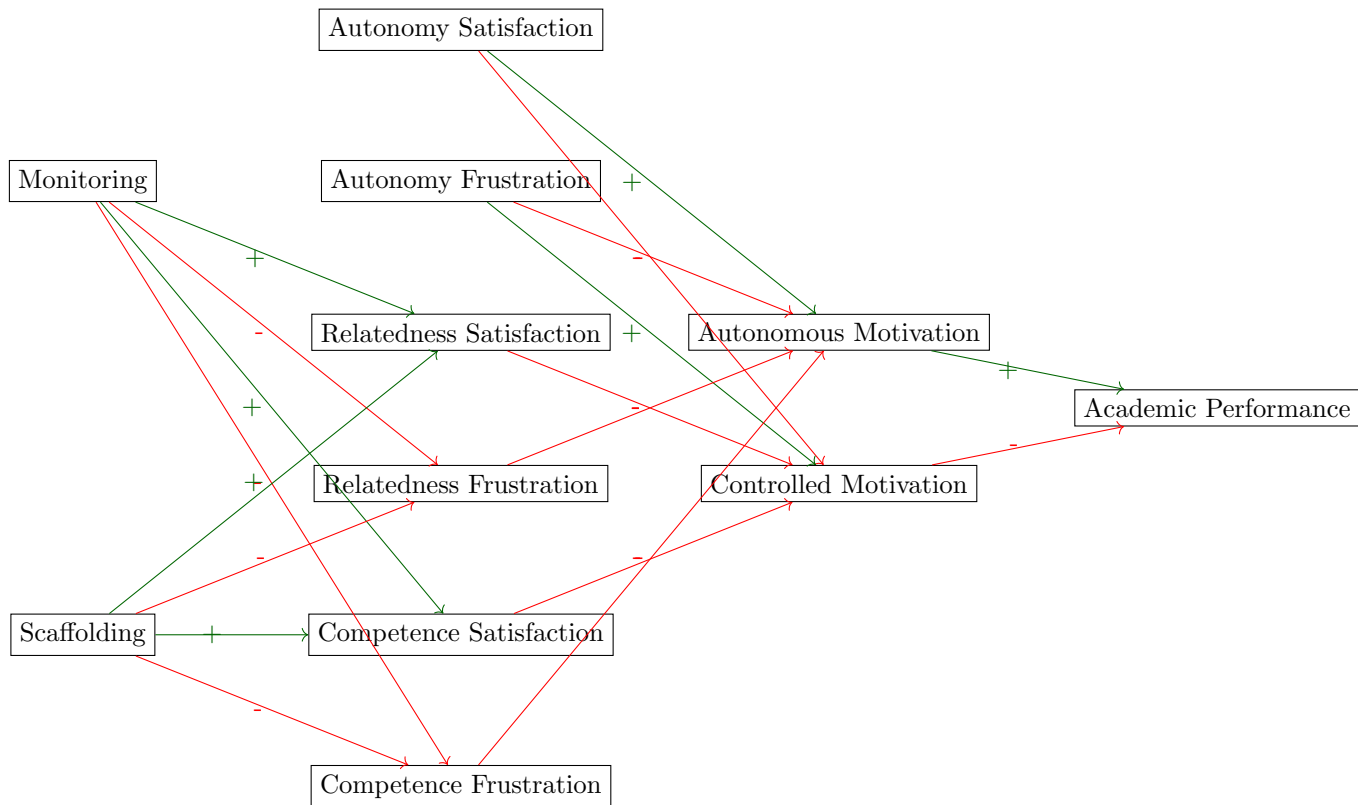 Autonomy Satisfaction
Monitoring
Autonomy Frustration
+
+
-
-
Relatedness Satisfaction
+
Autonomous Motivation
+
+
-
Academic Performance
+
-
Relatedness Frustration
Controlled Motivation
-
-
-
Scaffolding
+
Competence Satisfaction
-
Competence Frustration